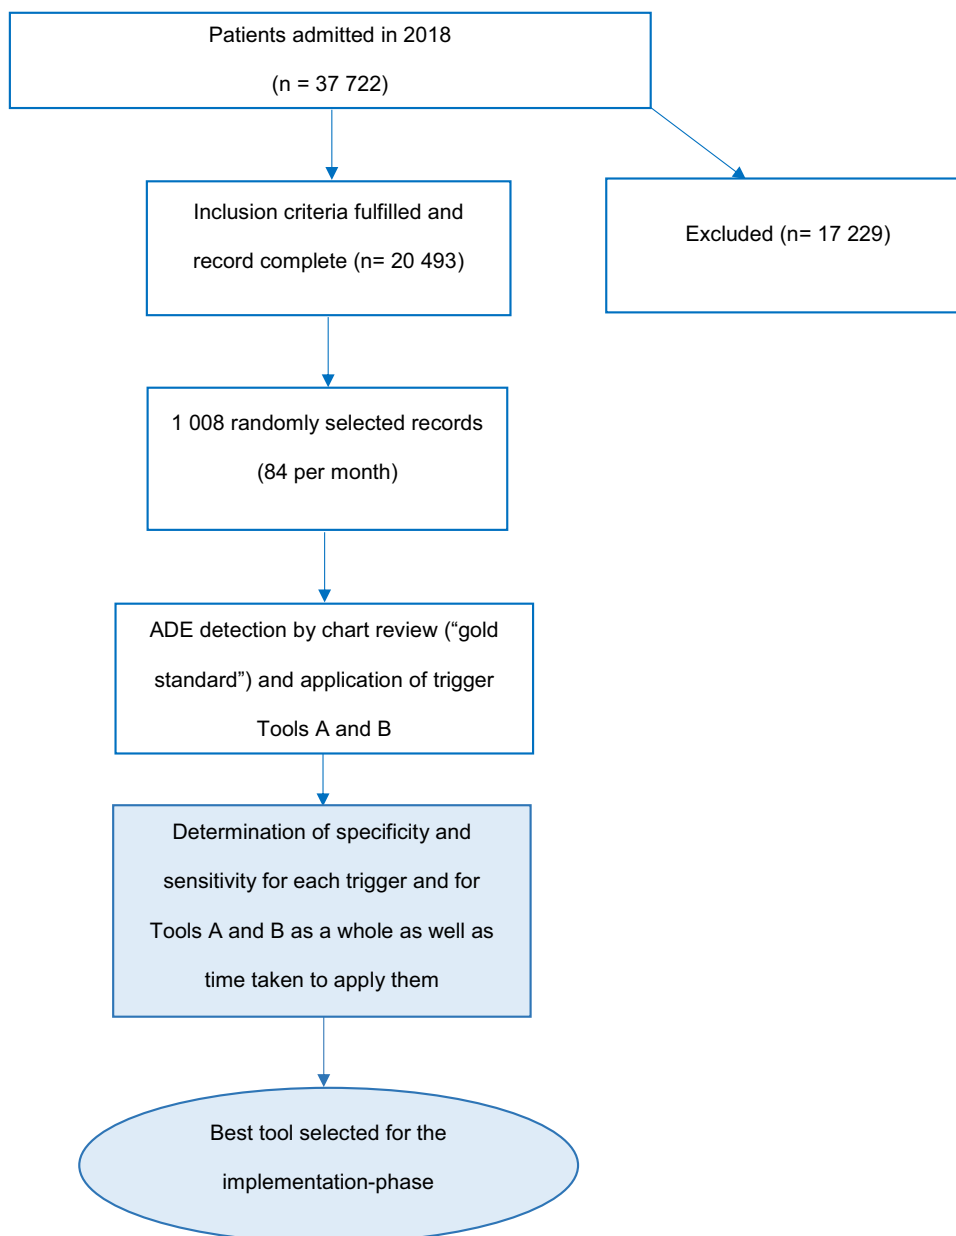 Patients admitted in 2018
(n = 37 722)
Inclusion criteria fulfilled and
record complete (n= 20 493)
Excluded (n= 17 229)
1 008 randomly selected records
(84 per month)
ADE detection by chart review (“gold
standard”) and application of trigger
Tools A and B
Determination of specificity and
sensitivity for each trigger and for
Tools A and B as a whole as well as
time taken to apply them
Best tool selected for the
implementation-phase